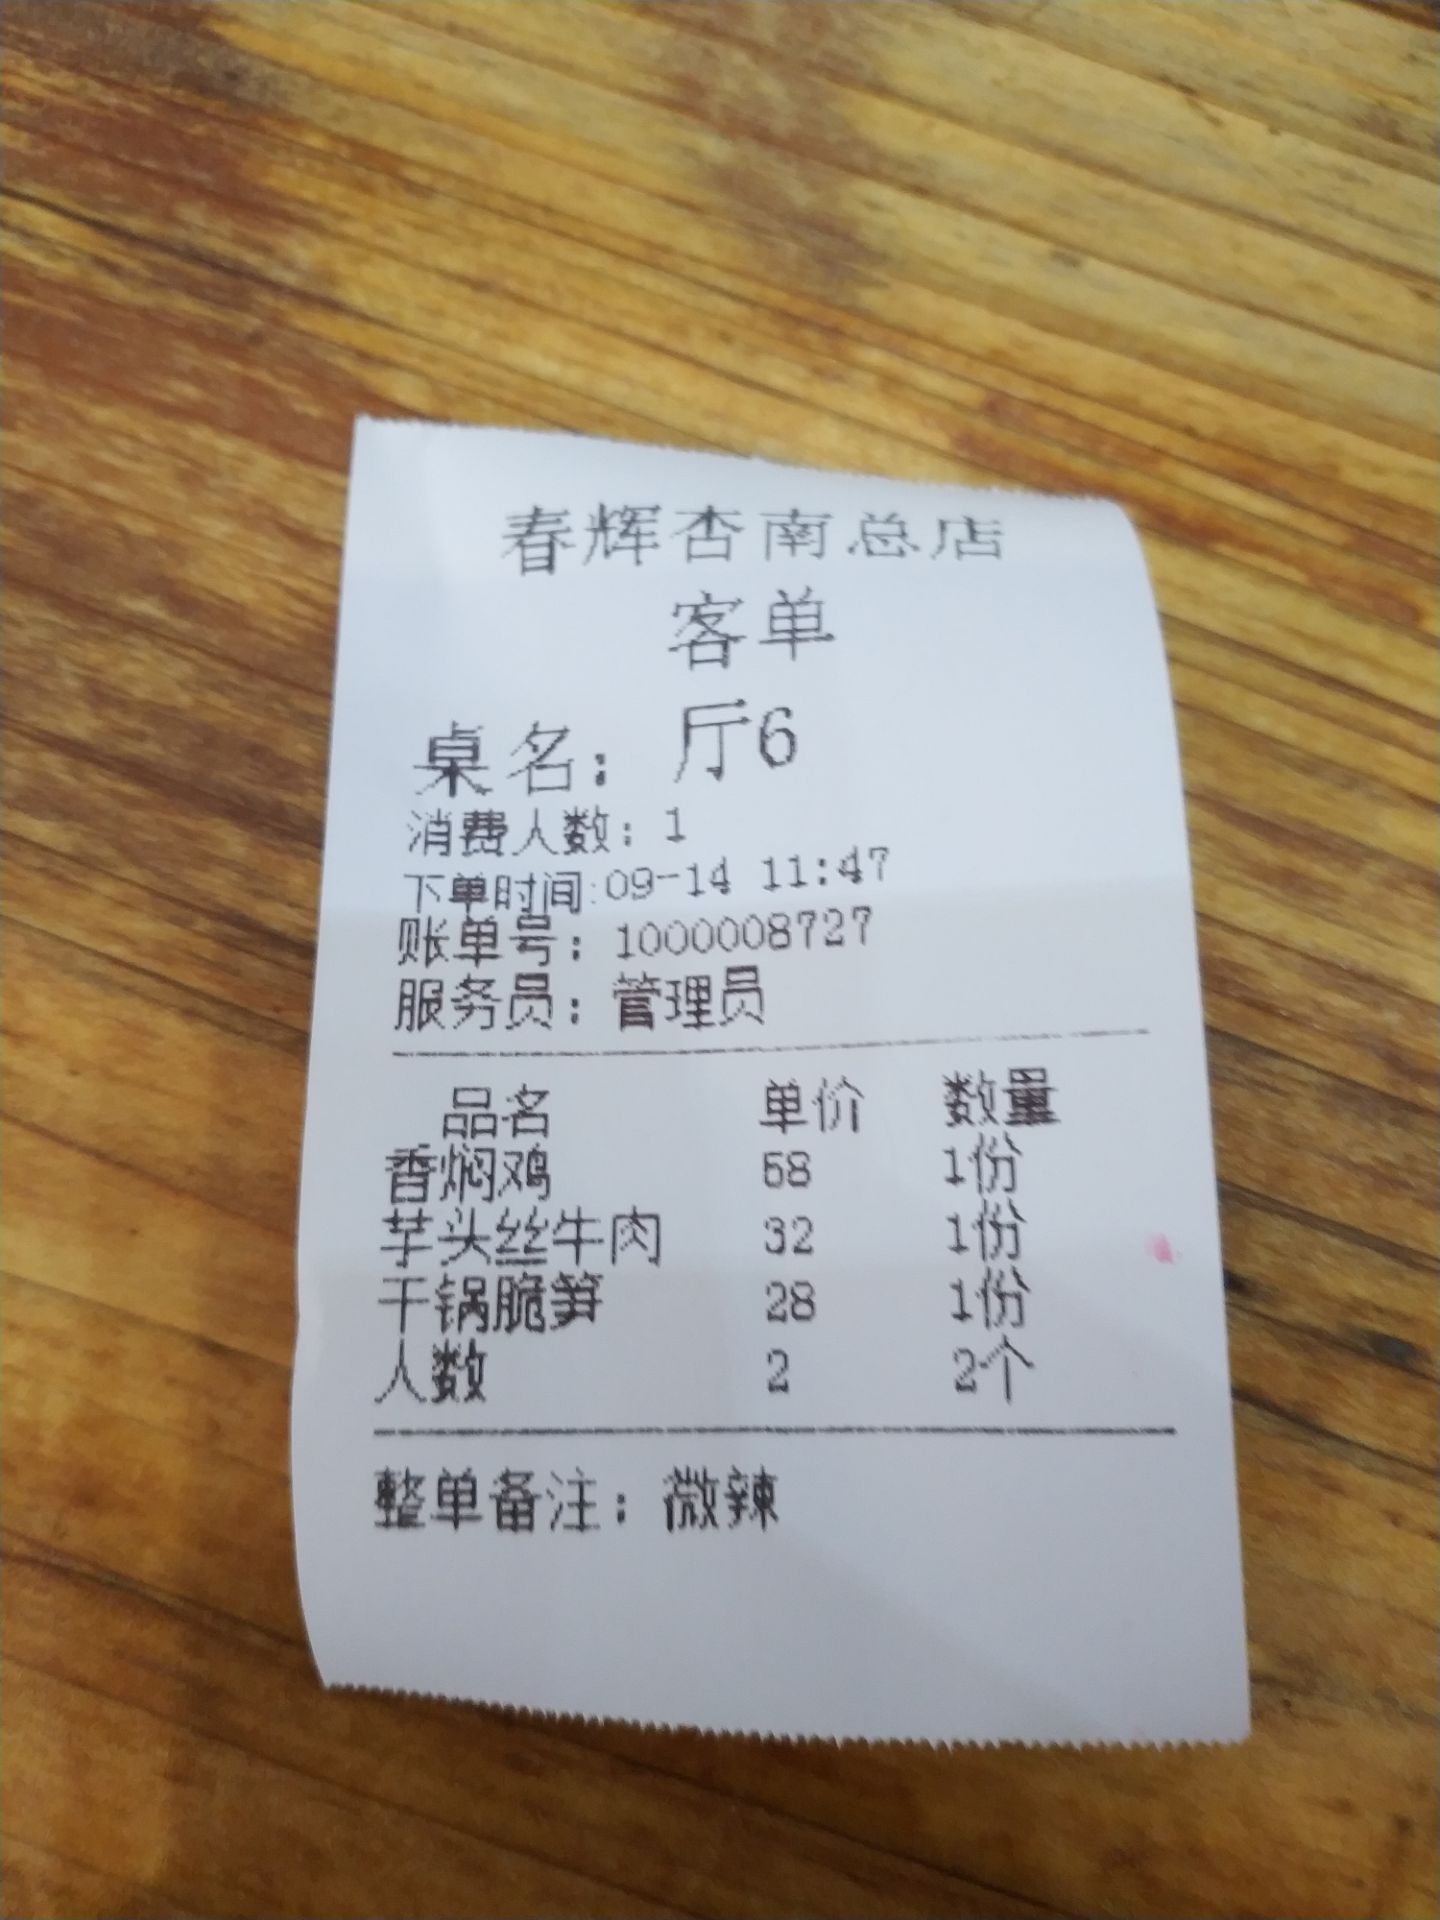 春辉杏南总店
客单
桌名：厅6
消费人数：1
下单时间:09-14 11:47
账单号：1000008727
服务员：管理员
品名 单价 数量
香焖鸡 68 1份
芋头丝牛肉 32 1份
干锅脆笋 28 1份
人数 2 2个
整单备注：微辣